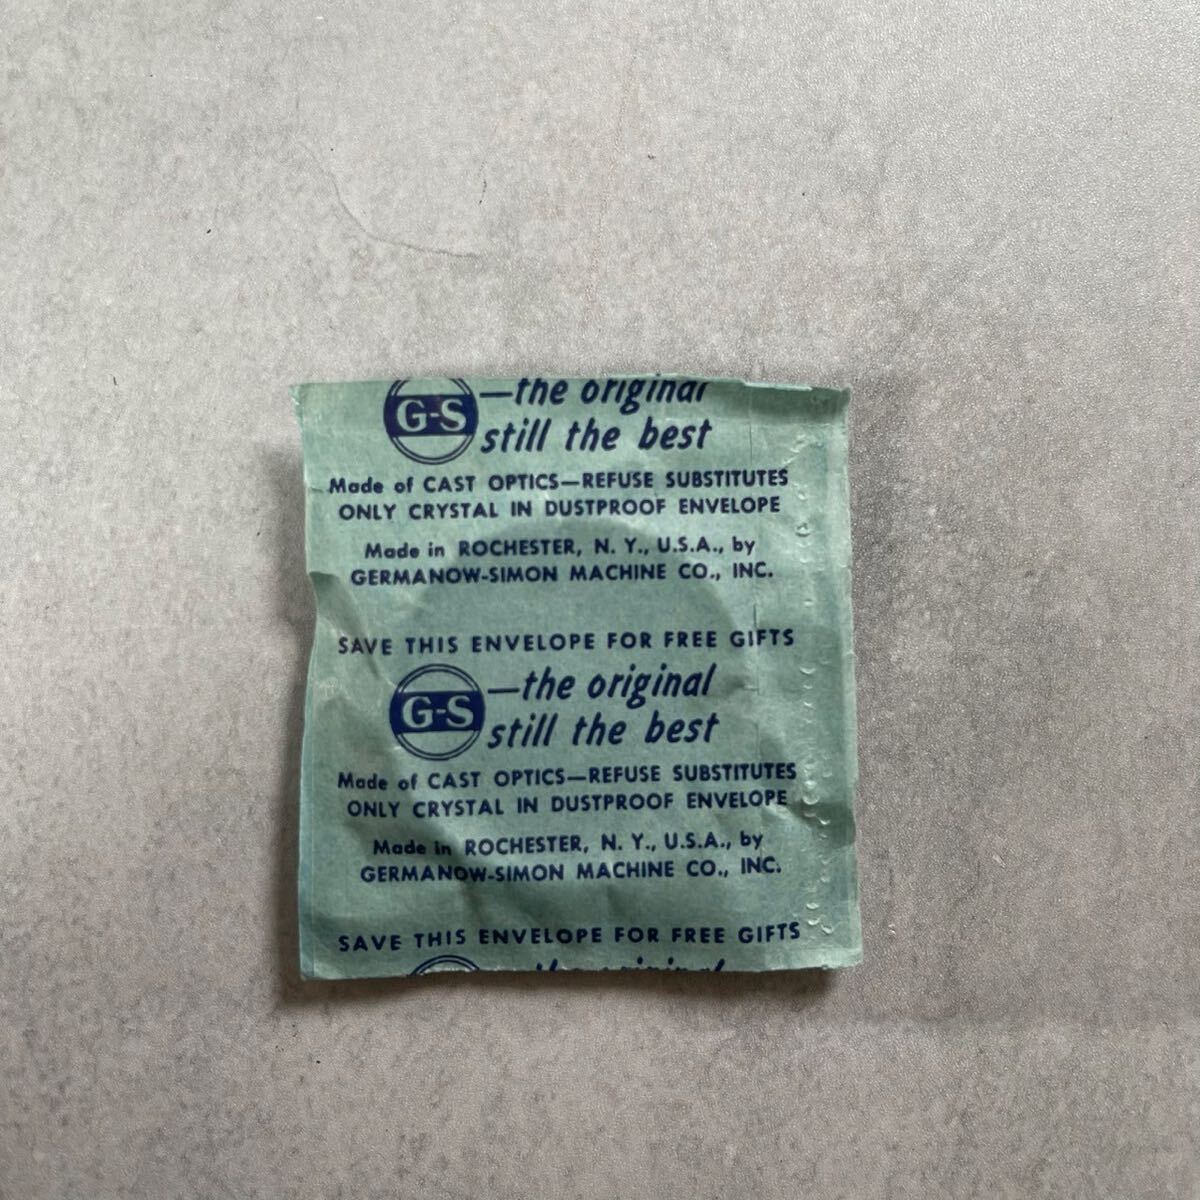 G-S —the original
still the best
Made of CAST OPTICS—REFUSE SUBSTITUTES
ONLY CRYSTAL IN DUSTPROOF ENVELOPE
Made in ROCHESTER, N. Y., U.S.A., by
GERMANOW-SIMON MACHINE CO., INC.
SAVE THIS ENVELOPE FOR FREE GIFTS
G-S —the original
still the best
Made of CAST OPTICS—REFUSE SUBSTITUTES
ONLY CRYSTAL IN DUSTPROOF ENVELOPE
Made in ROCHESTER, N. Y., U.S.A., by
GERMANOW-SIMON MACHINE CO., INC.
SAVE THIS ENVELOPE FOR FREE GIFTS